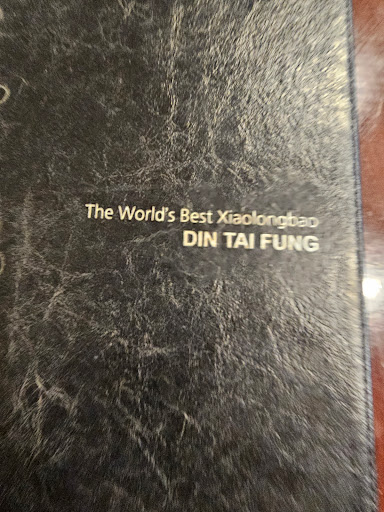 The World's Best Xiaolongbao
DIN TAI FUNG